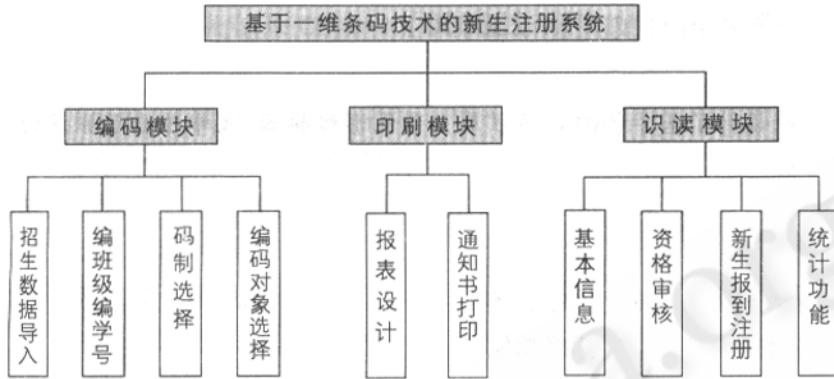 基于一维条码技术的新生注册系统
编码模块
印刷模块
识读模块
招生数据导入
编班级编学号
码制选择
编码对象选择
报表设计
通知书打印
基本信息
资格审核
新生报到注册
统计功能
a.org